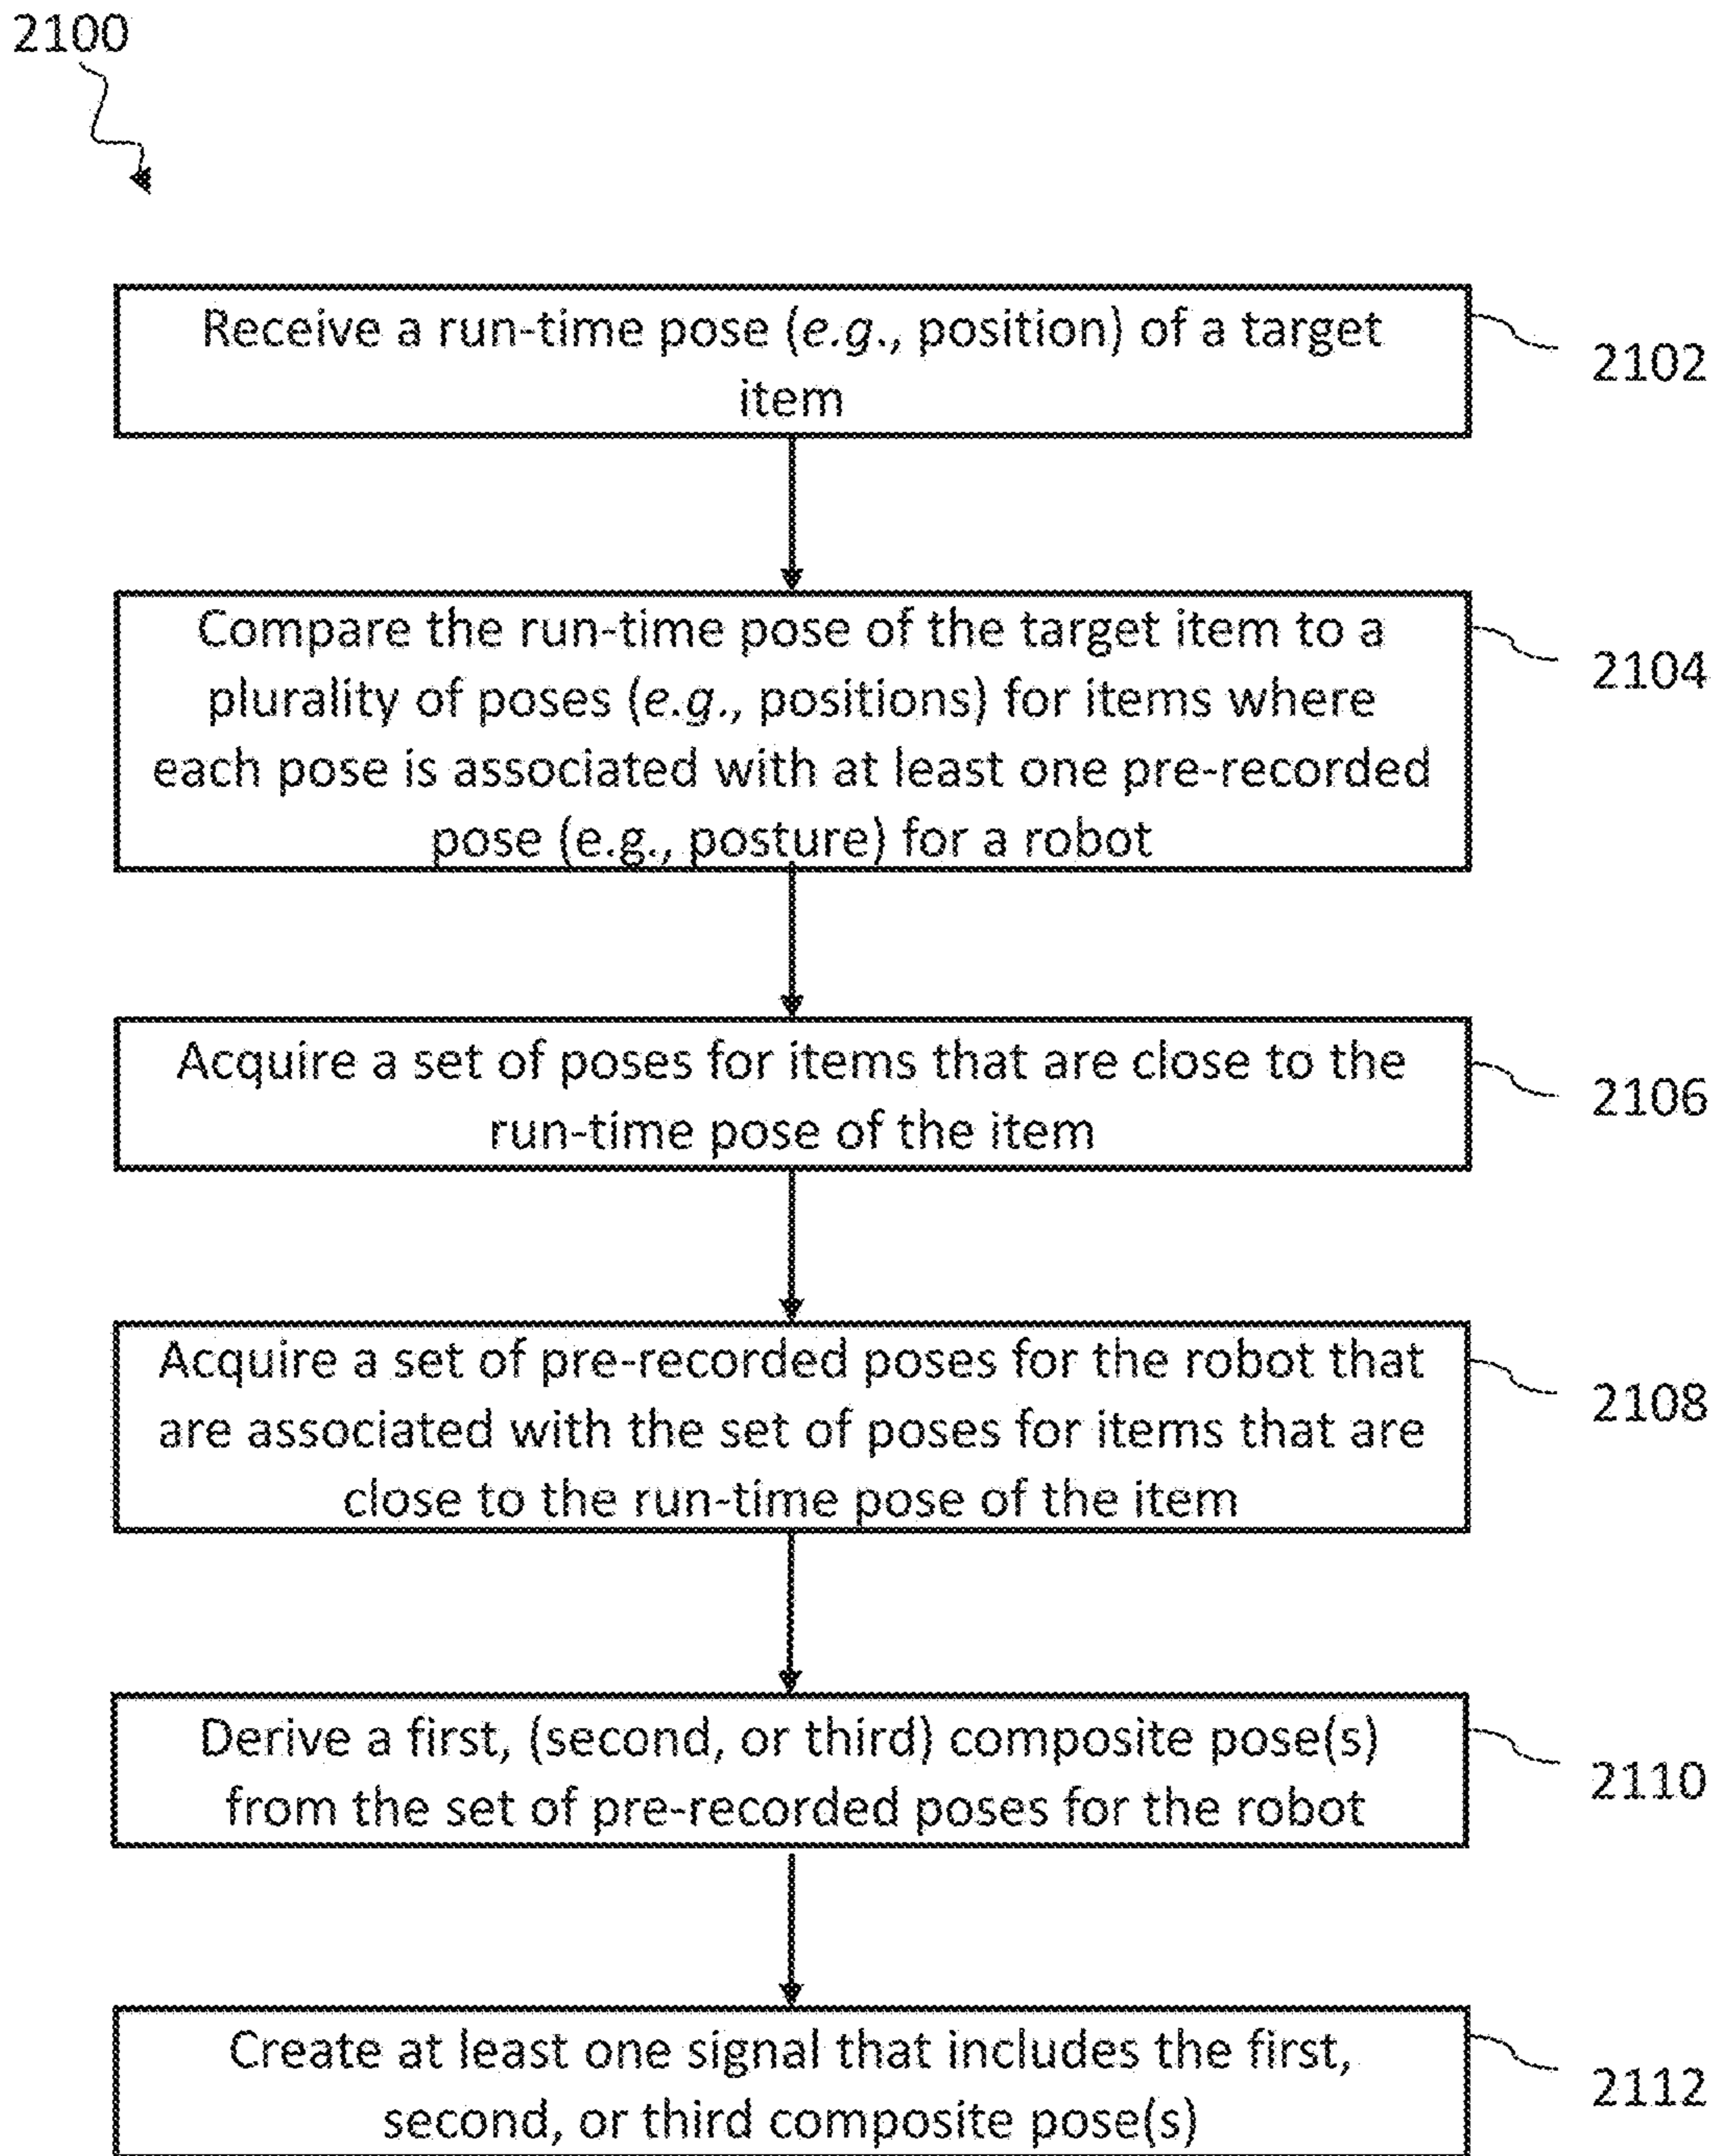 2100
Receive a run-time pose (e.g., position) of a target
item
2102
Compare the run-time pose of the target item to a
plurality of poses (e.g., positions) for items where
each pose is associated with at least one pre-recorded
pose (e.g., posture) for a robot
2104
Acquire a set of poses for items that are close to the
run-time pose of the item
2106
Acquire a set of pre-recorded poses for the robot that
are associated with the set of poses for items that are
close to the run-time pose of the item
2108
Derive a first, (second, or third) composite pose(s)
from the set of pre-recorded poses for the robot
2110
Create at least one signal that includes the first,
second, or third composite pose(s)
2112